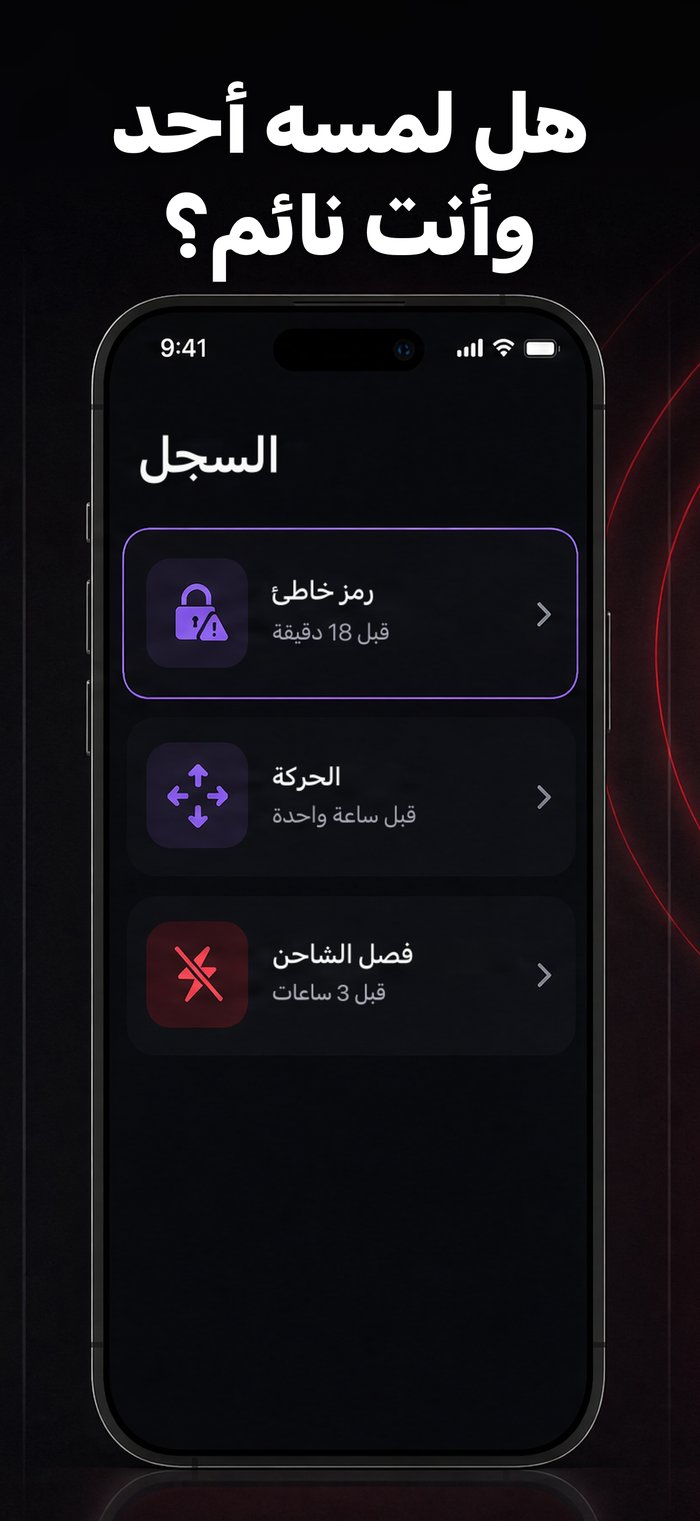 هل لمسه أحد
وأنت نائم؟
9:41
السجل
رمز خاطئ
قبل 18 دقيقة
الحركة
قبل ساعة واحدة
فصل الشاحن
قبل 3 ساعات